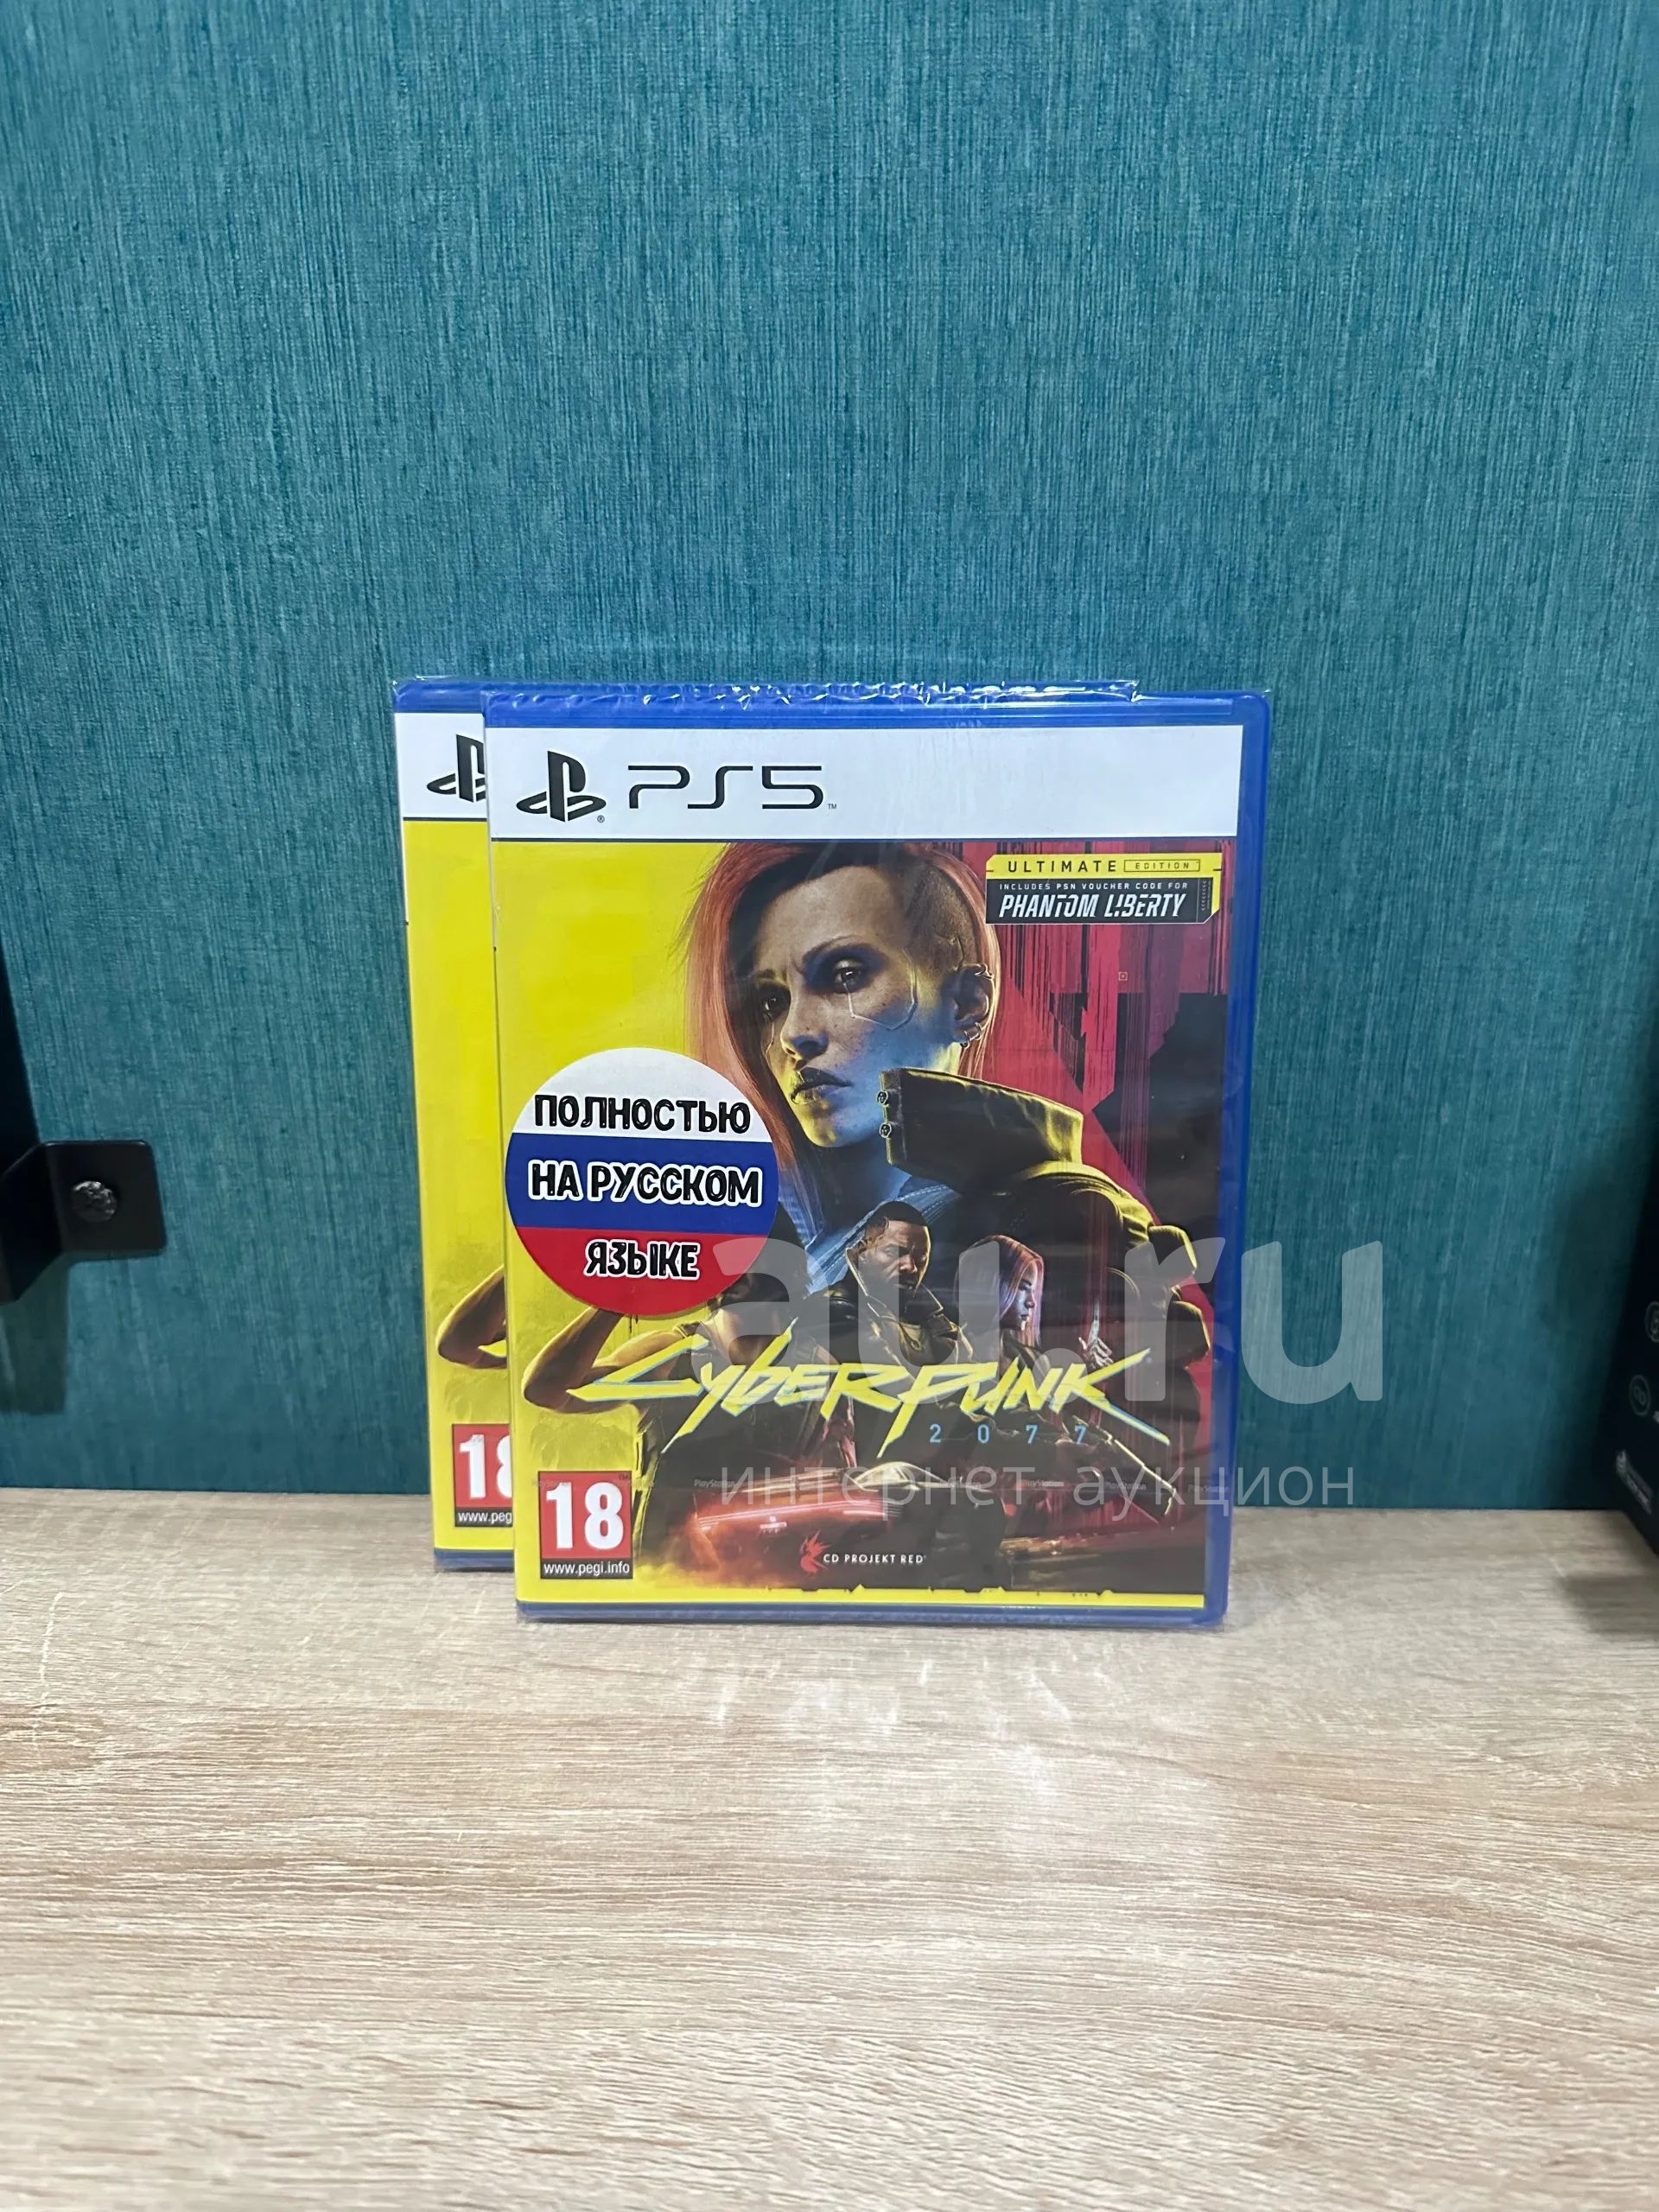 PS5
ULTIMATE EDITION
INCLUDES PSN VOUCHER CODE FOR
PHANTOM LIBERTY
ПОЛНОСТЬЮ
НА РУССКОМ
ЯЗЫКЕ
au.ru
CYBERPUNK
2077
интернет-аукцион
18
www.peg
18
www.pegi.info
CD PROJEKT RED